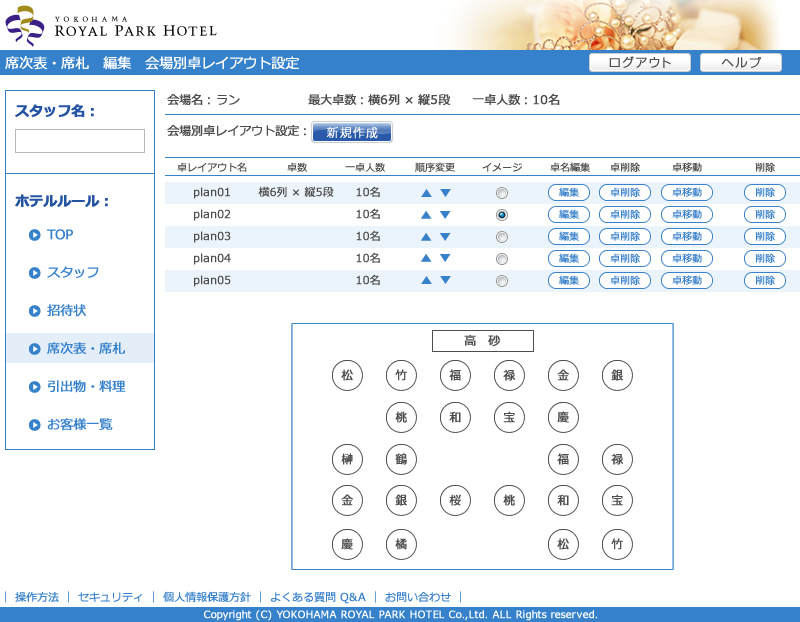 YOKOHAMA
ROYAL PARK HOTEL
席次表・席札　編集　会場別卓レイアウト設定
ログアウト
ヘルプ
スタッフ名：
ホテルルール：
TOP
スタッフ
招待状
席次表・席札
引出物・料理
お客様一覧
会場名：ラン　最大卓数：横6列 × 縦5段　一卓人数：10名
会場別卓レイアウト設定： 新規作成
卓レイアウト名 卓数 一卓人数 順序変更 イメージ 卓名編集 卓削除 卓移動 削除
plan01 横6列 × 縦5段 10名 ▲ ▼ 編集 卓削除 卓移動 削除
plan02 10名 ▲ ▼ 編集 卓削除 卓移動 削除
plan03 10名 ▲ ▼ 編集 卓削除 卓移動 削除
plan04 10名 ▲ ▼ 編集 卓削除 卓移動 削除
plan05 10名 ▲ ▼ 編集 卓削除 卓移動 削除
高　砂
松 竹 福 禄 金 銀
桃 和 宝 慶
榊 鶴 福 禄
金 銀 桜 桃 和 宝
慶 橘 松 竹
｜ 操作方法 ｜ セキュリティ ｜ 個人情報保護方針 ｜ よくある質問 Q&A ｜ お問い合わせ ｜
Copyright (C) YOKOHAMA ROYAL PARK HOTEL Co.,Ltd. ALL Rights reserved.